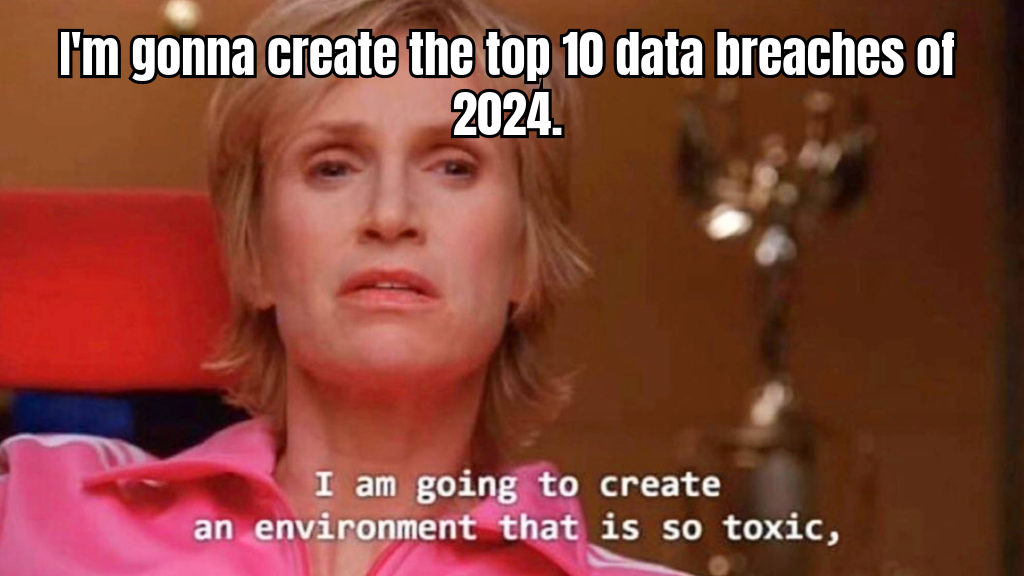 I'm gonna create the top 10 data breaches of
2024.
I am going to create
an environment that is so toxic,